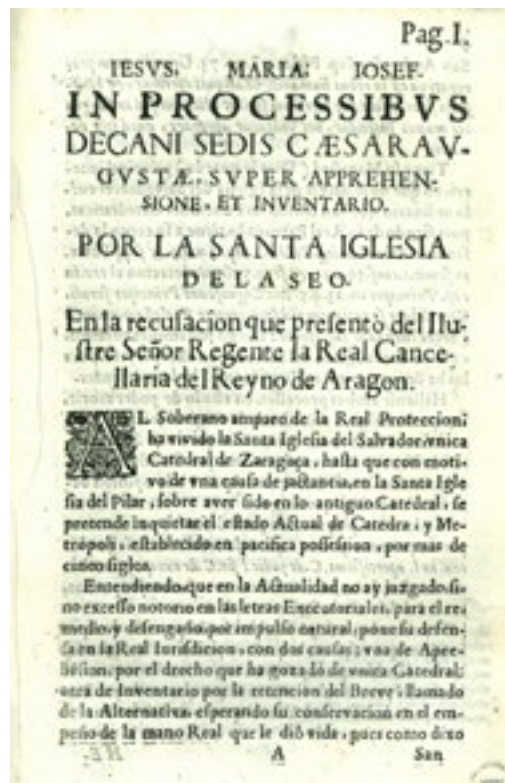 Pag.I.
IESVS. MARIA. IOSEF.
IN PROCESSIBVS
DECANI SEDIS CÆSARAV-
GVSTÆ, SVPER APPREHEN-
SIONE, ET INVENTARIO.
POR LA SANTA IGLESIA
DE LA SEO.
En la recusacion que presentò del Ilu-
stre Señor Regente la Real Cance-
llaria del Reyno de Aragon.
AL Soberano amparo de la Real Proteccion,
ha vivido la Santa Iglesia del Salvador, vnica
Catedral de Zaragoça, hasta que con moti-
vo de vna causa de jactancia, en la Santa Igle
sia del Pilar, sobre aver sido en lo antiguo Catedral, se
pretende inquietar el estado Actual de Catedra, y Me-
tropoli, establecido en pacifica possession, por mas de
cinco siglos.
Entendiendo, que en la Actualidad no ay juzgado, si-
no excesso notorio en las letras Executoriales, para el re-
medio, y desengaño, por impulso natural, pone su defen-
sa en la Real Iurisdicion, con dos causas; vna de Apre-
hésion, por el drecho que ha gozado de vnica Catedral;
otra de Inventario por la retencion del Breve, llamado
de la Alternativa, esperando su conservacion en el em-
peño de la mano Real que le diò vida, pues como dixo
A San